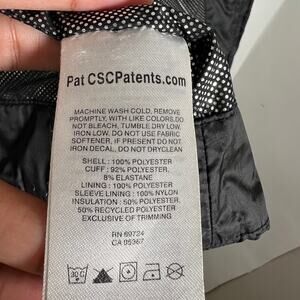 Pat CSCPatents.com
MACHINE WASH COLD, REMOVE
PROMPTLY, WITH LIKE COLORS,DO
NOT BLEACH, TUMBLE DRY LOW,
IRON LOW, DO NOT USE FABRIC
SOFTENER, IF PRESENT DO NOT
IRON DECAL, DO NOT DRYCLEAN
SHELL : 100% POLYESTER
CUFF : 92% POLYESTER,
8% ELASTANE
LINING : 100% POLYESTER
SLEEVE LINING : 100% NYLON
INSULATION : 50% POLYESTER,
50% RECYCLED POLYESTER
EXCLUSIVE OF TRIMMING
RN 69724
CA 05367